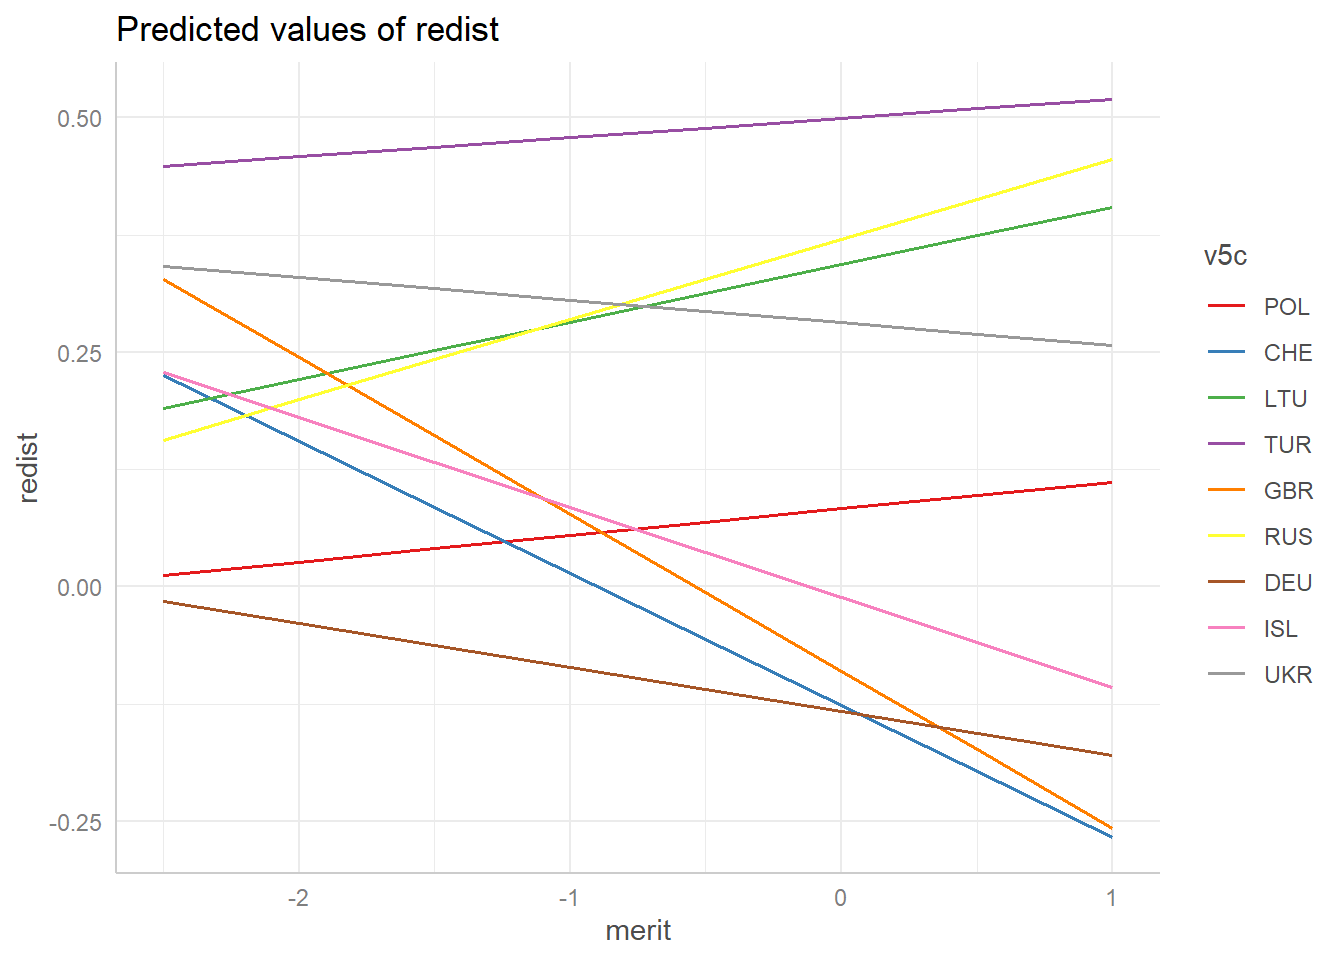 Predicted values of redist
0.50
0.25
0.00
-0.25
redist
-2
-1
0
1
merit
v5c
POL
CHE
LTU
TUR
GBR
RUS
DEU
ISL
UKR